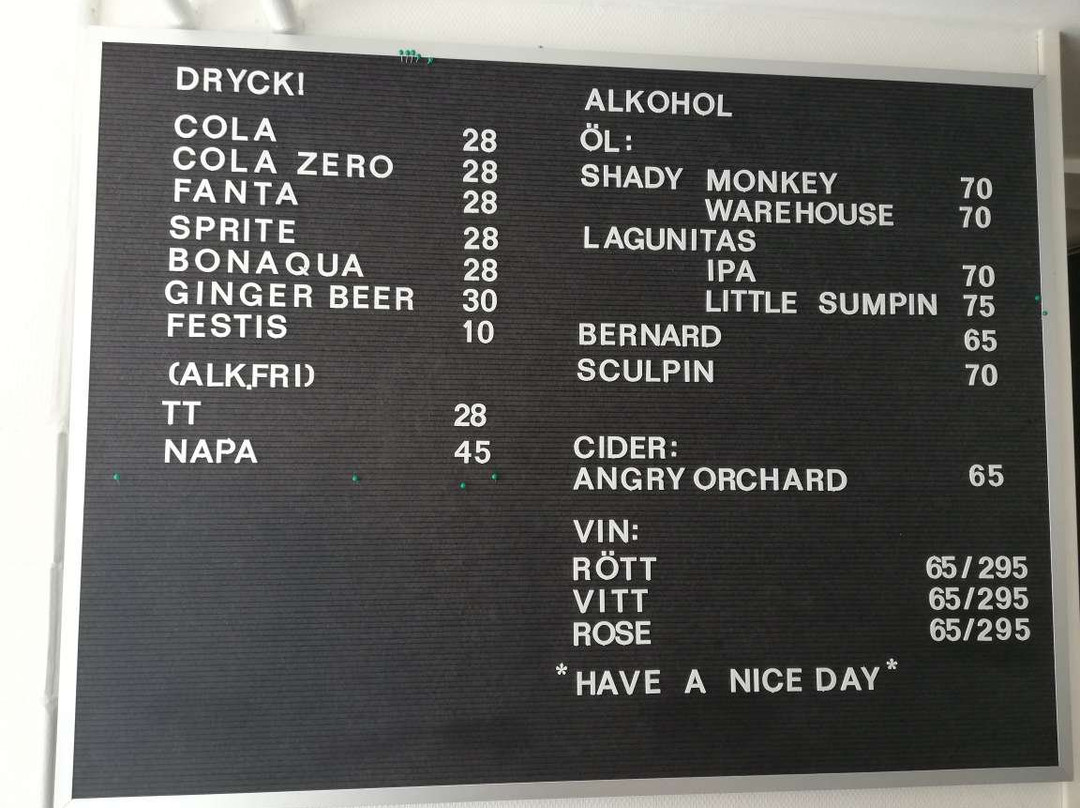 DRYCK!
COLA 28
COLA ZERO 28
FANTA 28
SPRITE 28
BONAQUA 28
GINGER BEER 30
FESTIS 10
(ALK.FRI)
TT 28
NAPA 45
ALKOHOL
ÖL:
SHADY MONKEY 70
WAREHOUSE 70
LAGUNITAS
IPA 70
LITTLE SUMPIN 75
BERNARD 65
SCULPIN 70
CIDER:
ANGRY ORCHARD 65
VIN:
RÖTT 65/295
VITT 65/295
ROSE 65/295
*HAVE A NICE DAY*